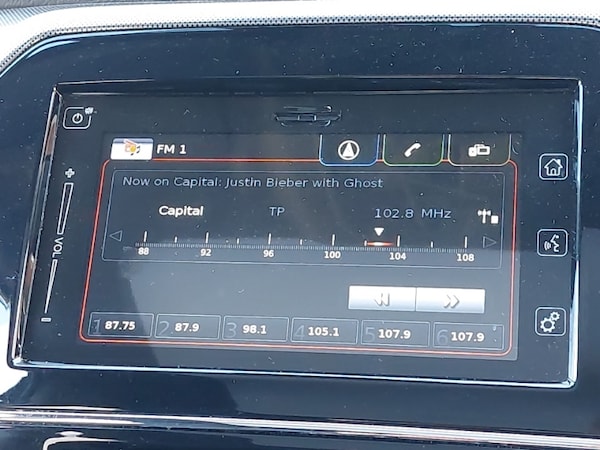 FM 1
Now on Capital: Justin Bieber with Ghost
Capital TP 102.8 MHz
88 92 96 100 104 108
1 87.75 2 87.9 3 98.1 4 105.1 5 107.9 6 107.9
+
VOL
-